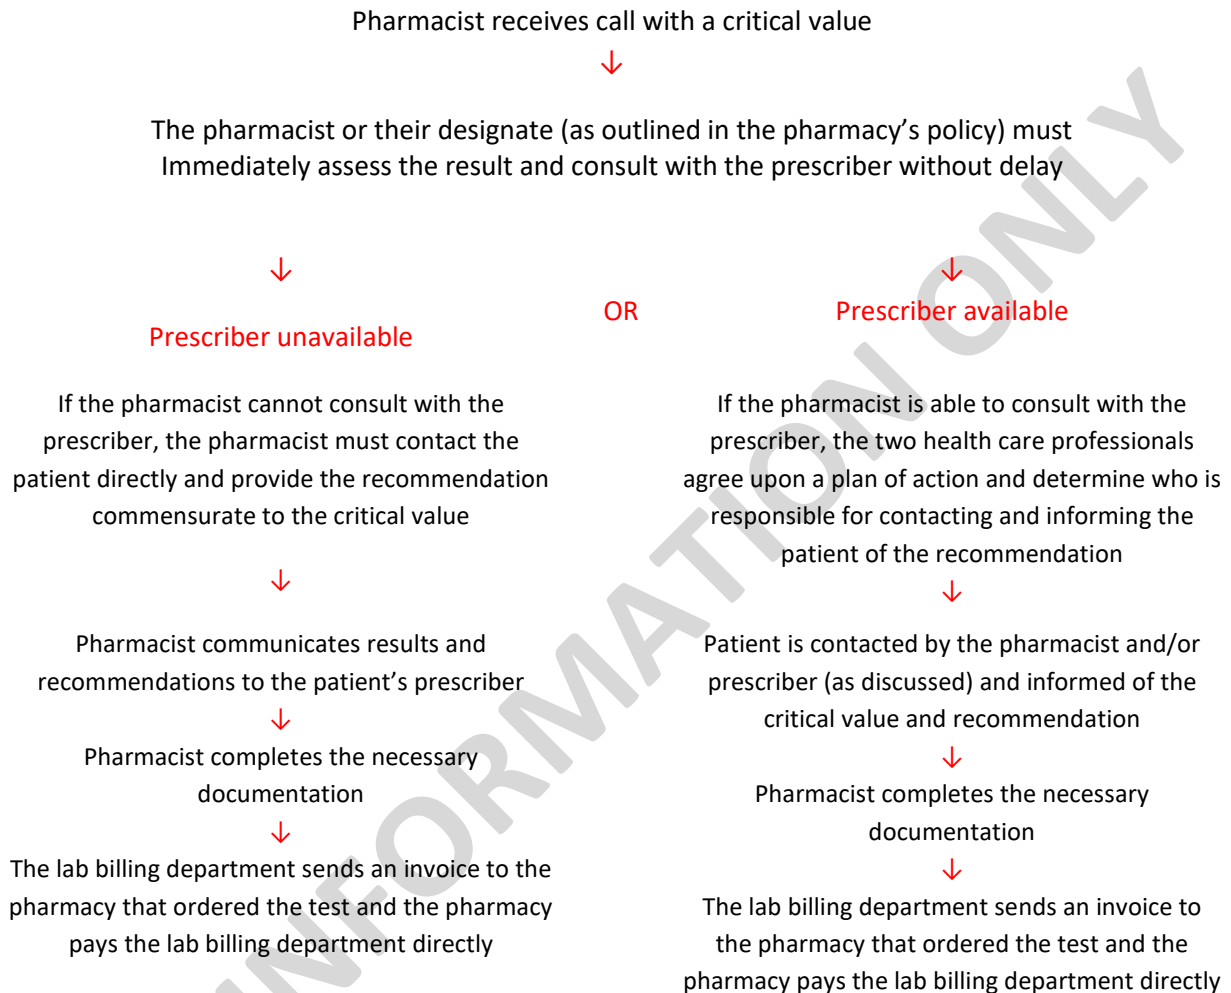 Pharmacist receives call with a critical value
↓
The pharmacist or their designate (as outlined in the pharmacy’s policy) must
Immediately assess the result and consult with the prescriber without delay
↓
Prescriber unavailable
If the pharmacist cannot consult with the
prescriber, the pharmacist must contact the
patient directly and provide the recommendation
commensurate to the critical value
↓
Pharmacist communicates results and
recommendations to the patient’s prescriber
↓
Pharmacist completes the necessary
documentation
↓
The lab billing department sends an invoice to the
pharmacy that ordered the test and the pharmacy
pays the lab billing department directly
OR
↓
Prescriber available
If the pharmacist is able to consult with the
prescriber, the two health care professionals
agree upon a plan of action and determine who is
responsible for contacting and informing the
patient of the recommendation
↓
Patient is contacted by the pharmacist and/or
prescriber (as discussed) and informed of the
critical value and recommendation
↓
Pharmacist completes the necessary
documentation
↓
The lab billing department sends an invoice to
the pharmacy that ordered the test and the
pharmacy pays the lab billing department directly
INFORMATION ONLY